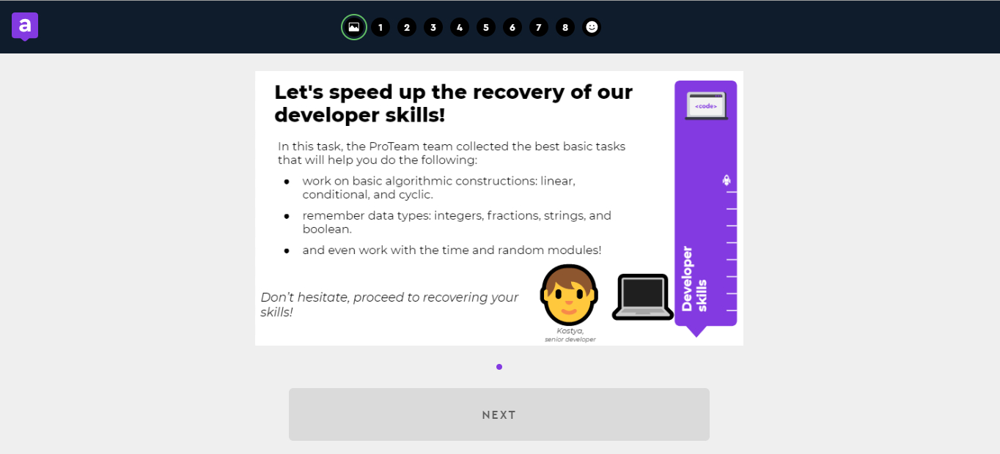 a
1 2 3 4 5 6 7 8
Let's speed up the recovery of our
developer skills!
<code>
In this task, the ProTeam team collected the best basic tasks
that will help you do the following:
● work on basic algorithmic constructions: linear,
conditional, and cyclic.
● remember data types: integers, fractions, strings, and
boolean.
● and even work with the time and random modules!
Developer
skills
Don’t hesitate, proceed to recovering your
skills!
Kostya,
senior developer
NEXT